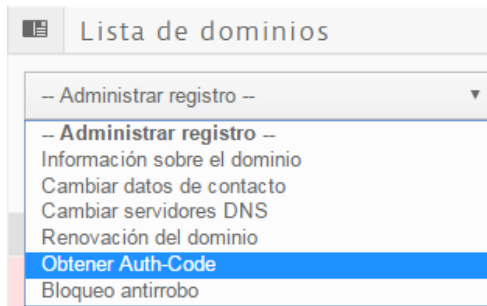 Lista de dominios
-- Administrar registro --
-- Administrar registro --
Información sobre el dominio
Cambiar datos de contacto
Cambiar servidores DNS
Renovación del dominio
Obtener Auth-Code
Bloqueo antirrobo